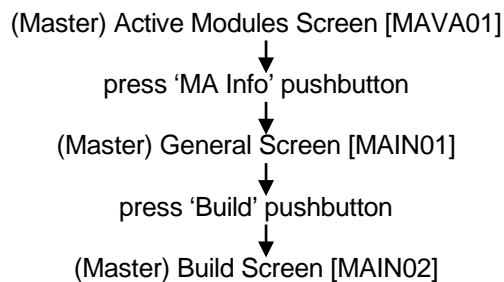 (Master) Active Modules Screen [MAVA01]
press ‘MA Info’ pushbutton
(Master) General Screen [MAIN01]
press ‘Build’ pushbutton
(Master) Build Screen [MAIN02]